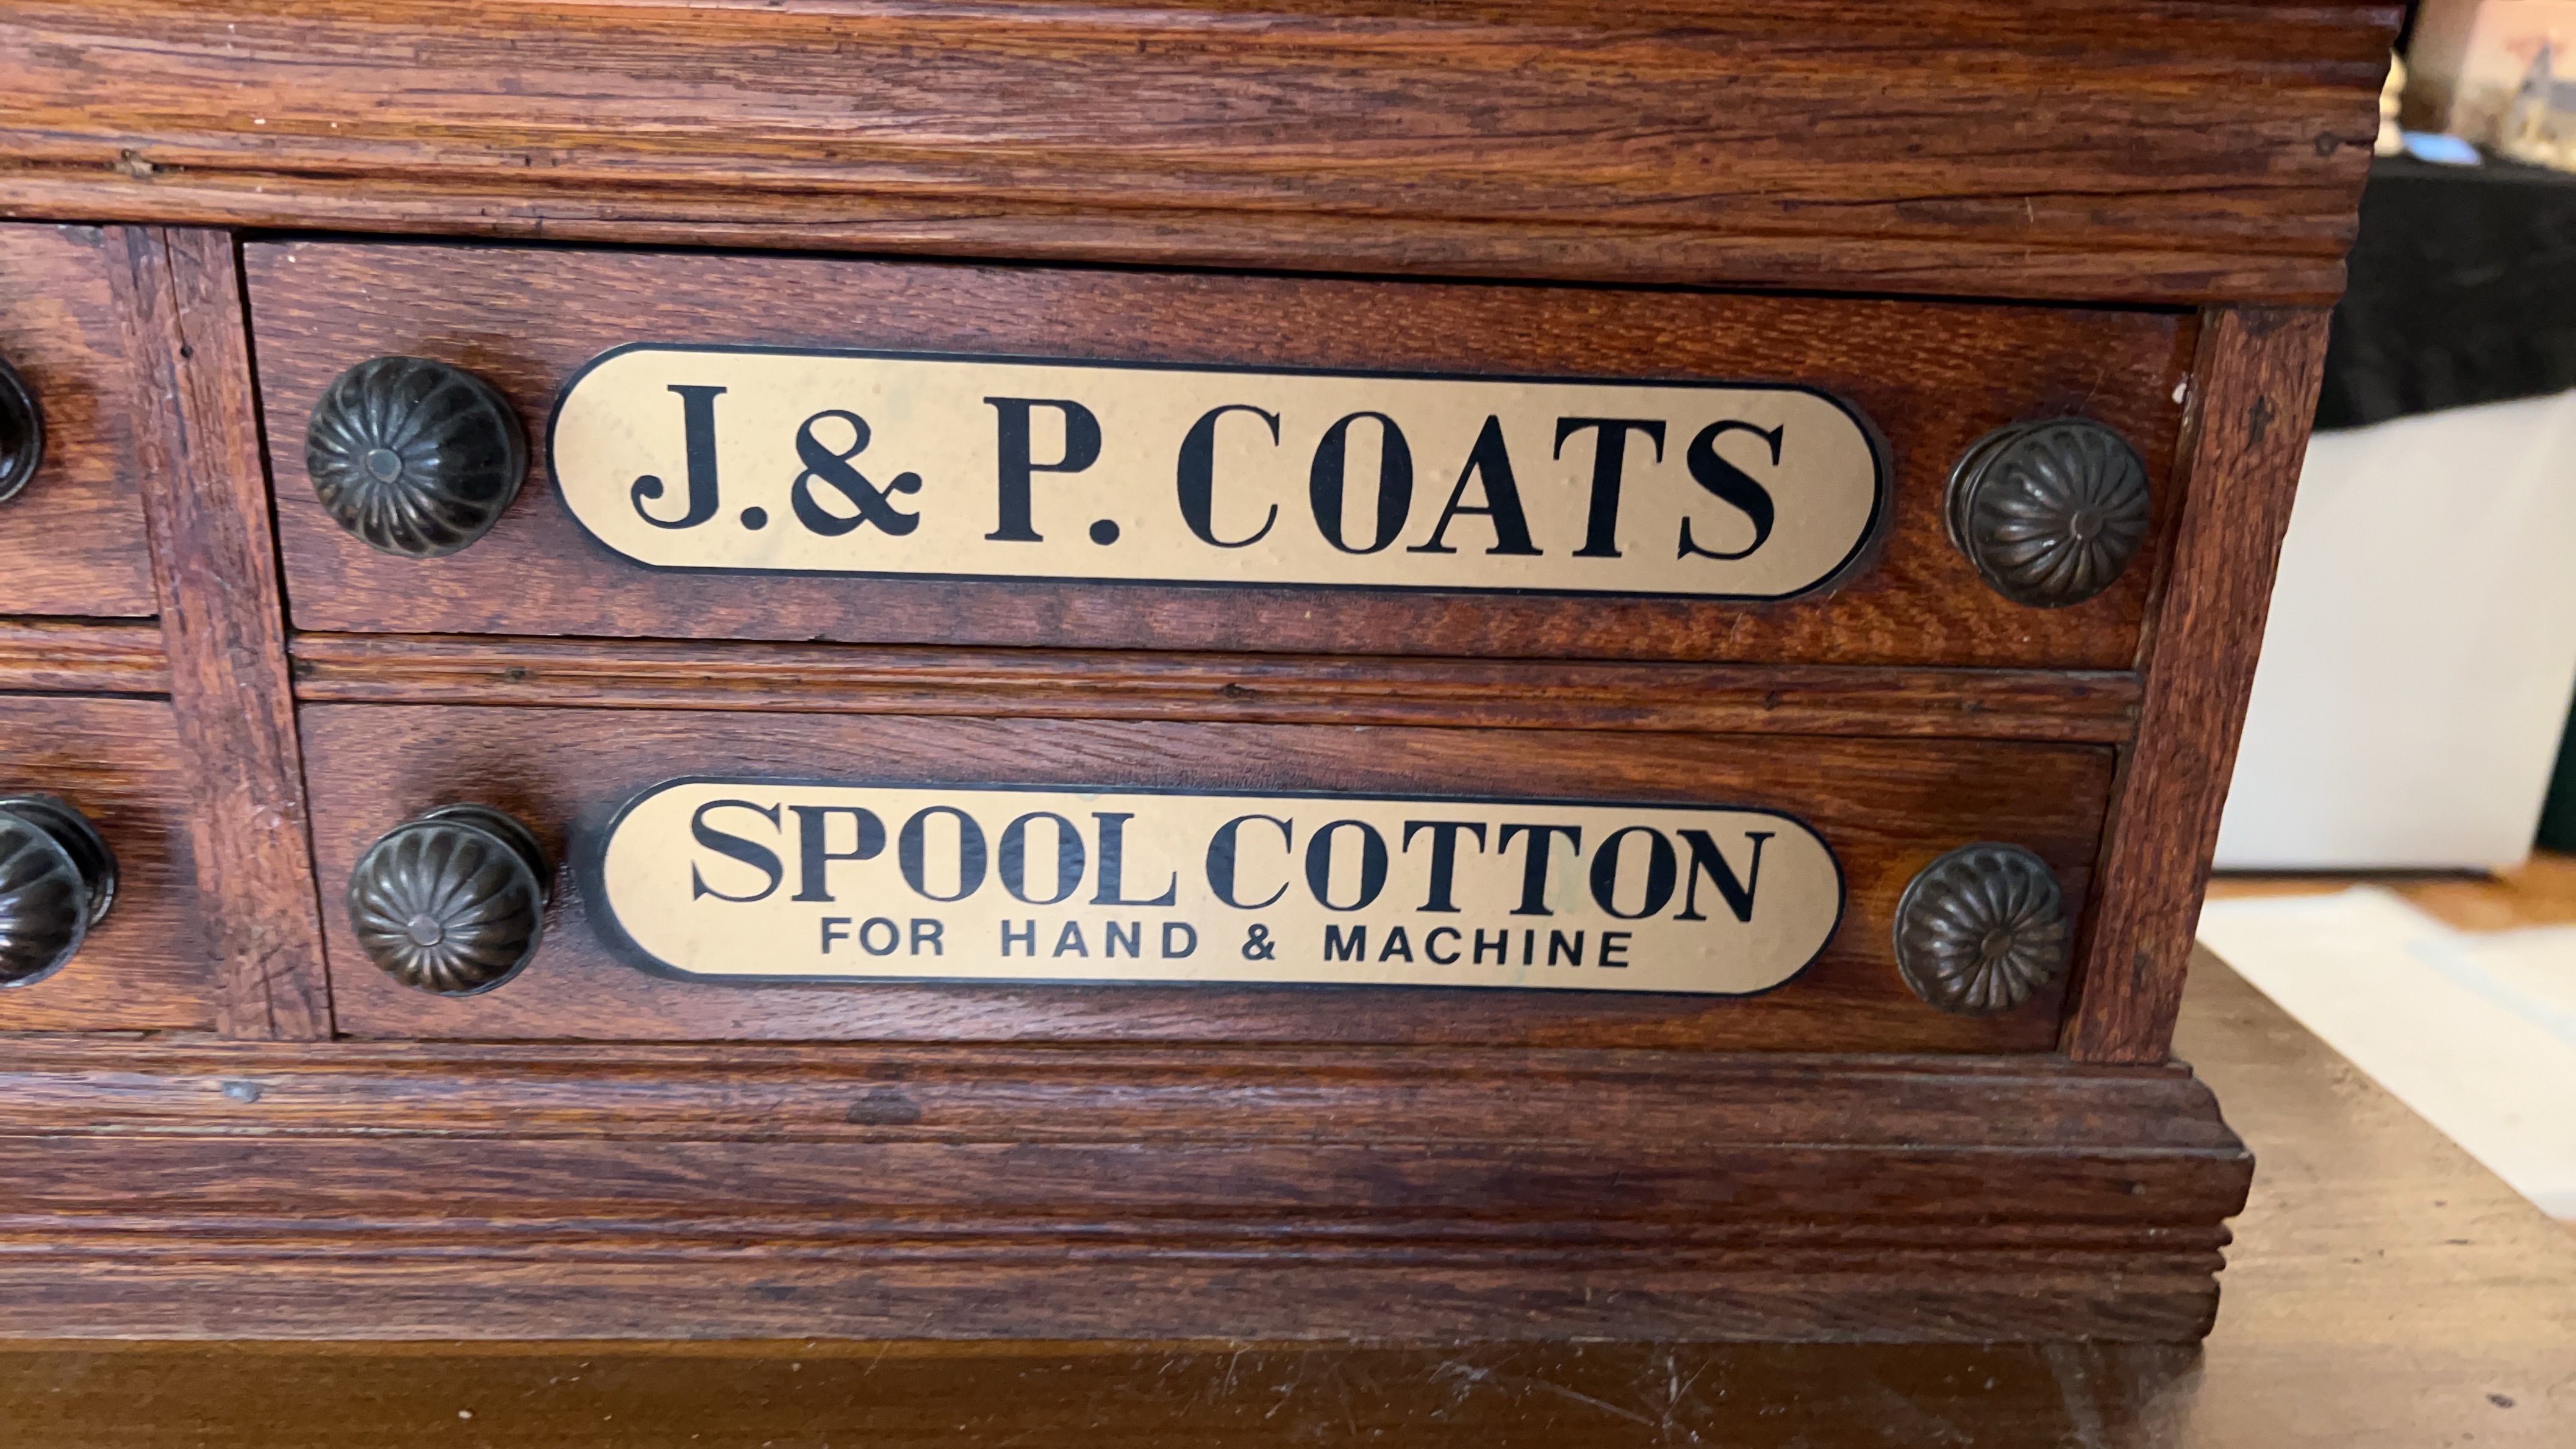 J. & P. COATS
SPOOL COTTON
FOR HAND & MACHINE